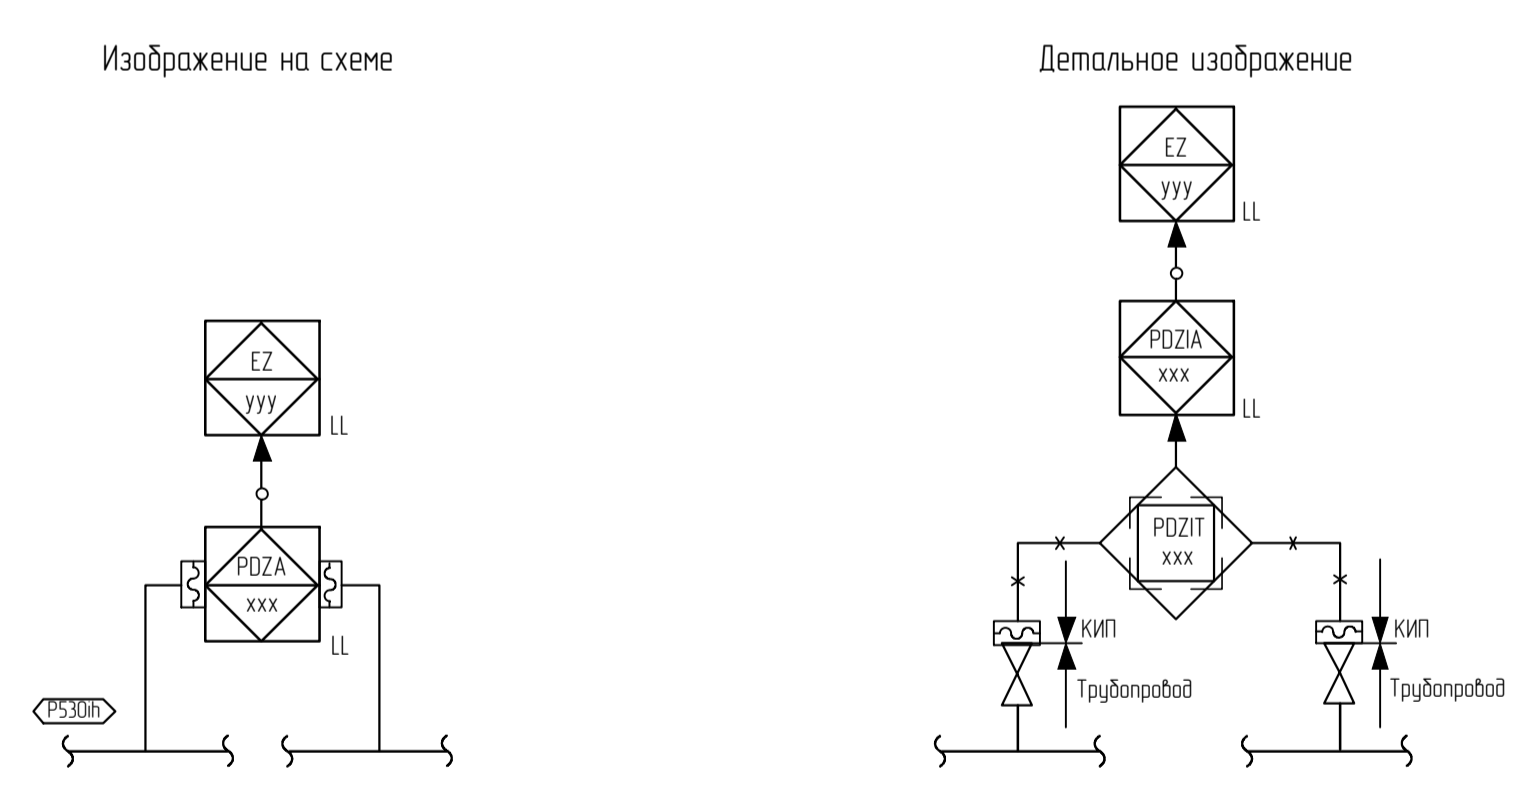 Изображение на схеме
EZ
yyy
LL
PDZA
xxx
LL
P530ih
Детальное изображение
EZ
yyy
LL
PDZIA
xxx
LL
PDZIT
xxx
КИП
Трубопровод
КИП
Трубопровод